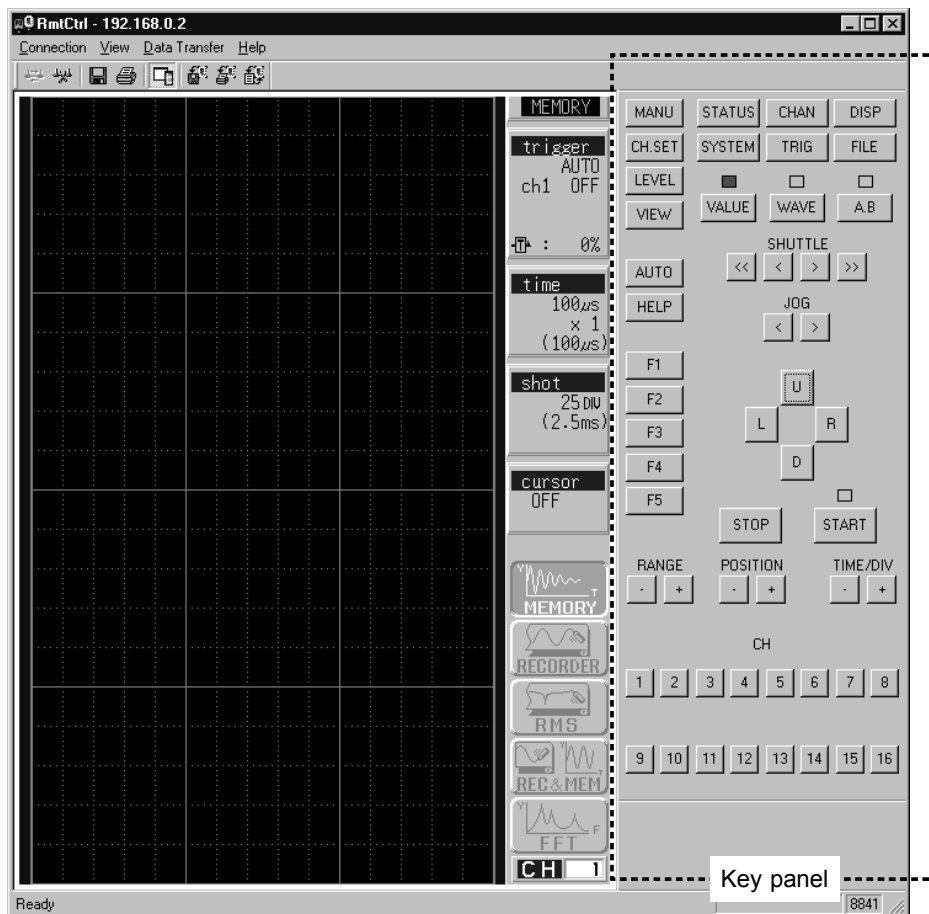 RmtCtrl - 192.168.0.2
Connection View Data Transfer Help
MEMORY
trigger
AUTO
ch1 OFF
: 0%
time
100µs
x 1
(100µs)
shot
25 DIV
(2.5ms)
cursor
OFF
Y T
MEMORY
RECORDER
RMS
Y T
REC&MEM
Y F
FFT
CH 1
MANU STATUS CHAN DISP
CH.SET SYSTEM TRIG FILE
LEVEL
VIEW VALUE WAVE A.B
SHUTTLE
AUTO << < > >>
HELP JOG
< >
F1
F2 U
F3 L R
F4 D
F5
STOP START
RANGE POSITION TIME/DIV
- + - + - +
CH
1 2 3 4 5 6 7 8
9 10 11 12 13 14 15 16
Key panel
Ready 8841